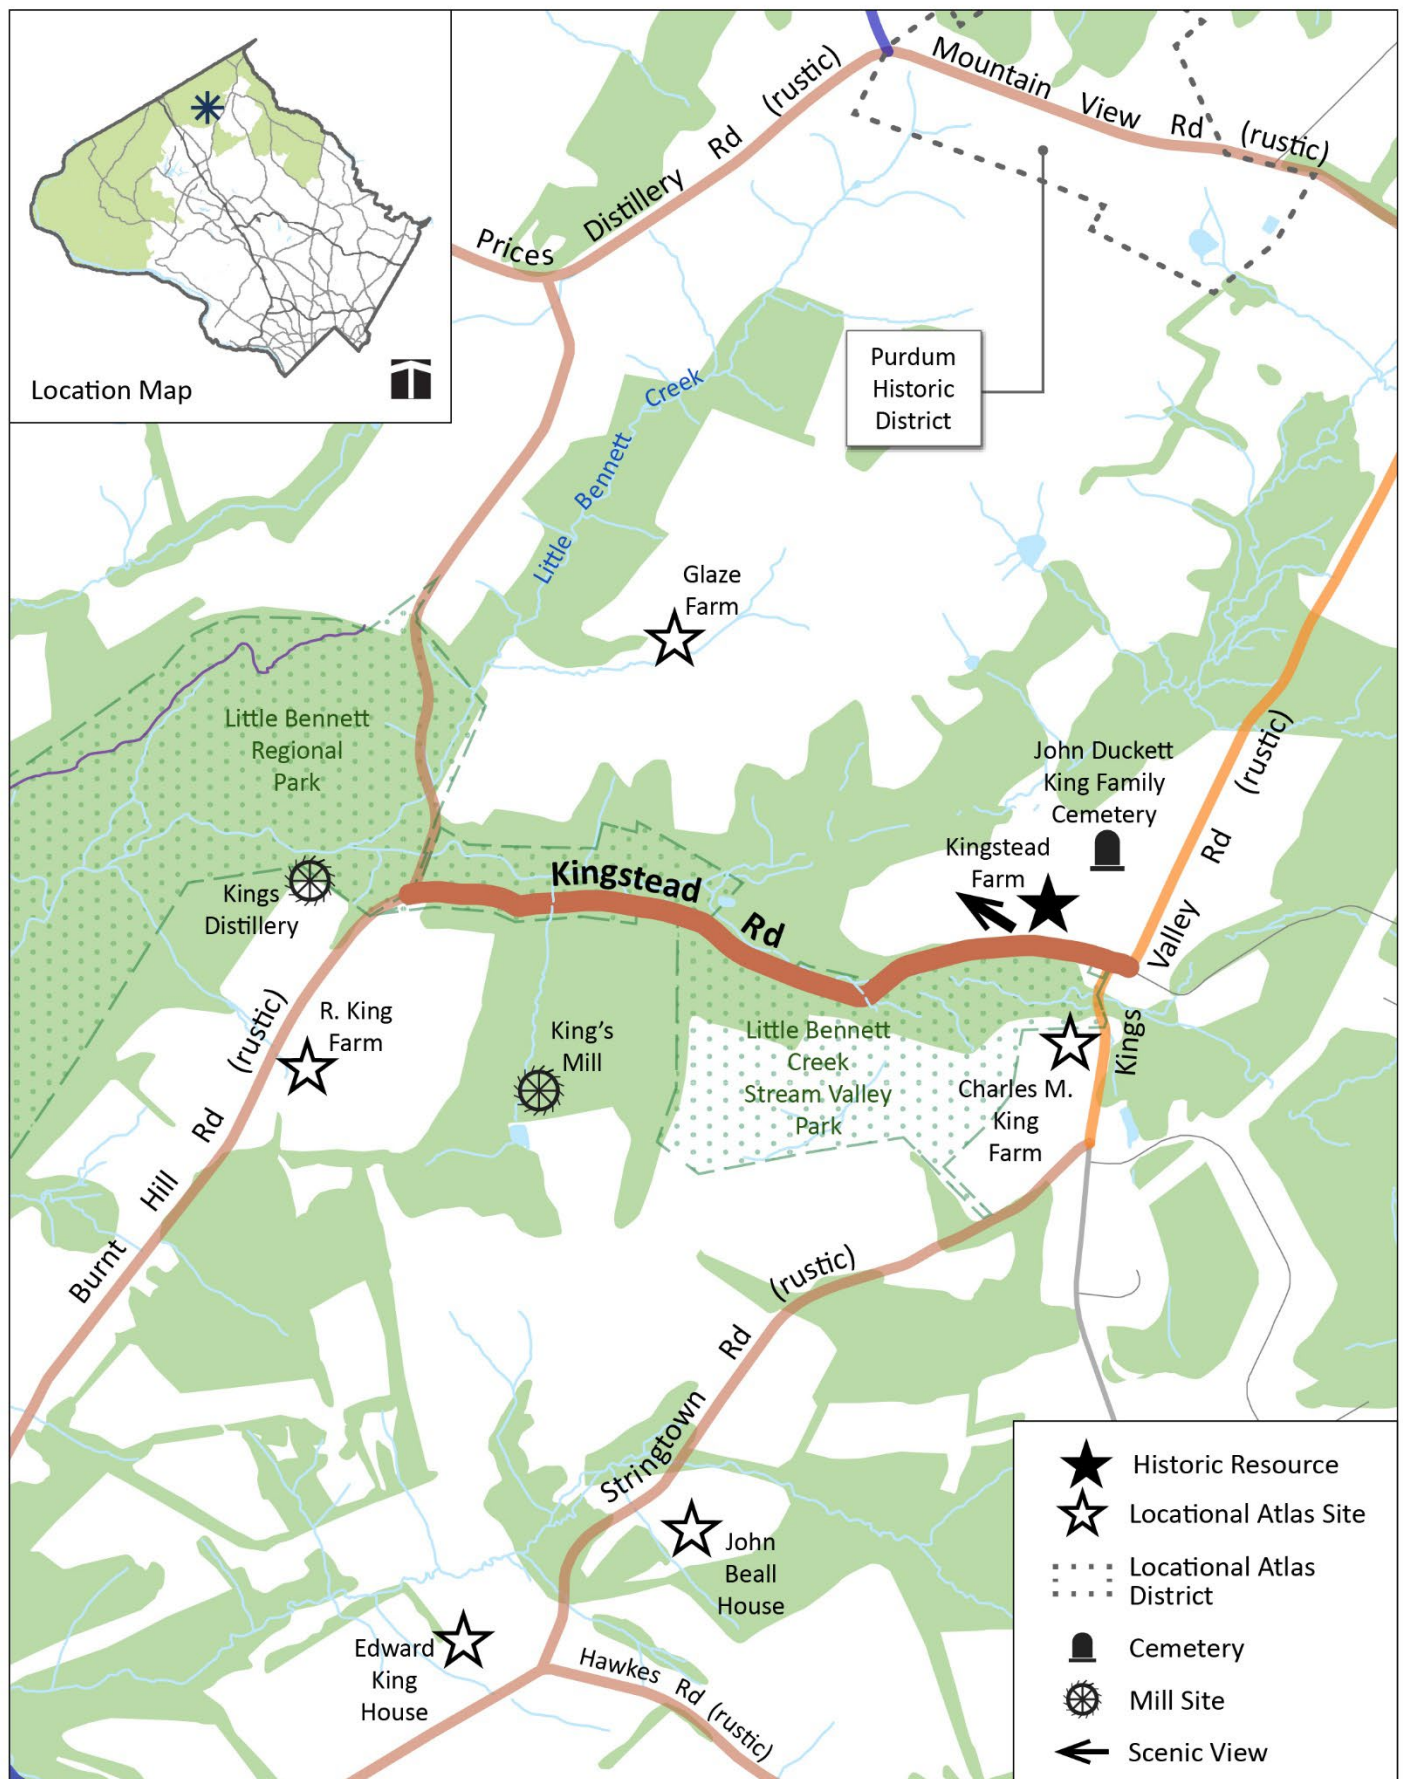 Location Map
Mountain View Rd (rustic)
Prices Distillery Rd (rustic)
Purdum
Historic
District
Little Bennett Creek
Glaze
Farm
Little Bennett
Regional
Park
John Duckett
King Family
Cemetery
Kingstead
Farm
Kingstead Rd
Kings
Distillery
Kings Valley Rd (rustic)
R. King
Farm
King's
Mill
Little Bennett
Creek
Stream Valley
Park
Charles M.
King
Farm
Burnt Hill Rd (rustic)
Stringtown Rd (rustic)
John
Beall
House
Edward
King
House
Hawkes Rd (rustic)
Historic Resource
Locational Atlas Site
Locational Atlas
District
Cemetery
Mill Site
Scenic View